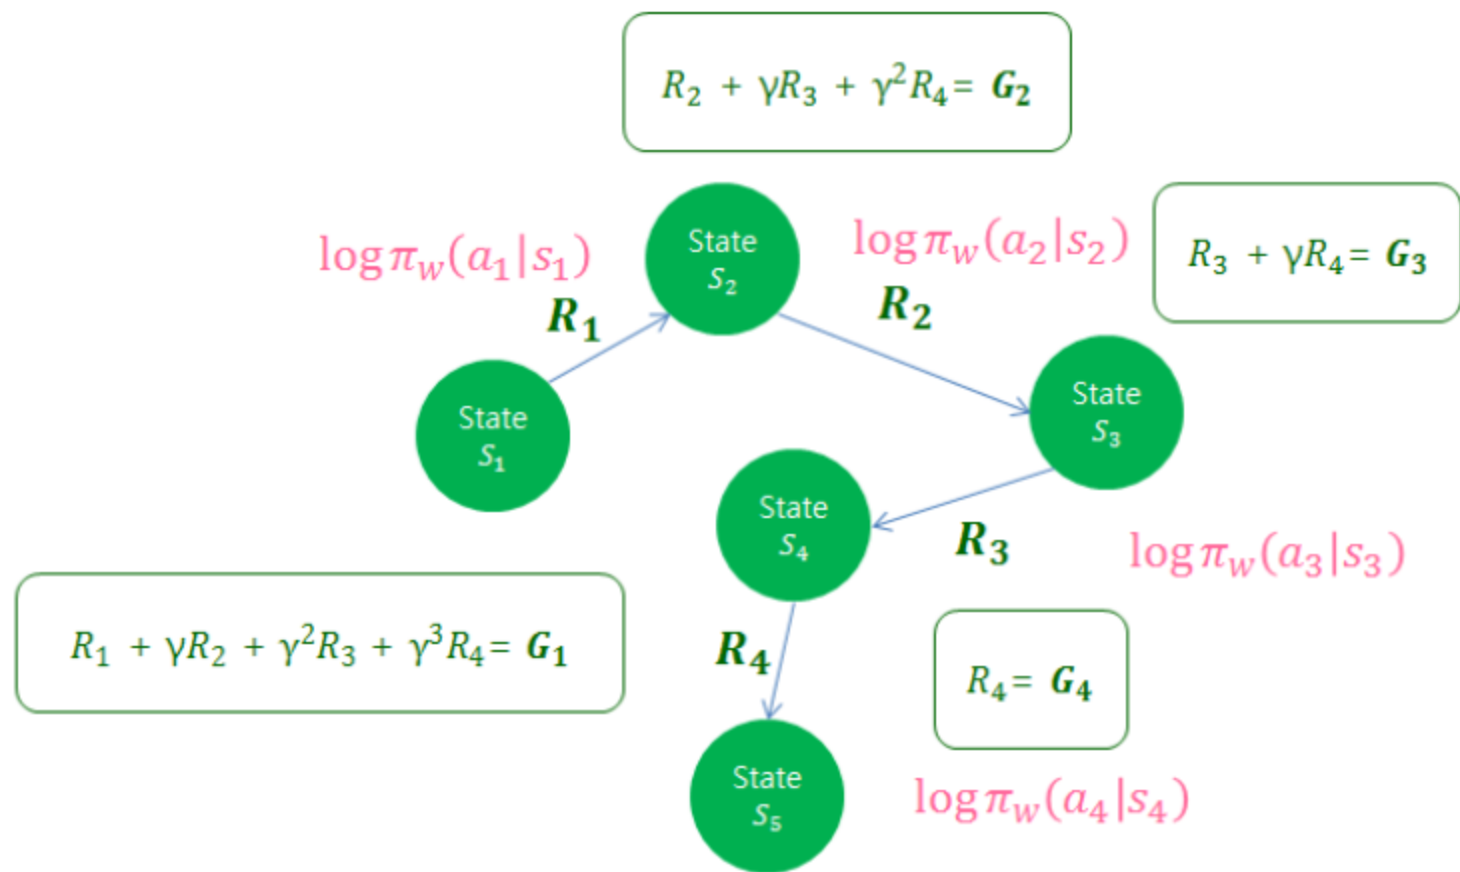 R₂ + γR₃ + γ²R₄= G₂
log π_w(a₁|s₁)
State
S₂
log π_w(a₂|s₂)
R₃ + γR₄= G₃
R₁
R₂
State
S₁
State
S₃
State
S₄
R₃
log π_w(a₃|s₃)
R₁ + γR₂ + γ²R₃ + γ³R₄= G₁
R₄
R₄= G₄
State
S₅
log π_w(a₄|s₄)